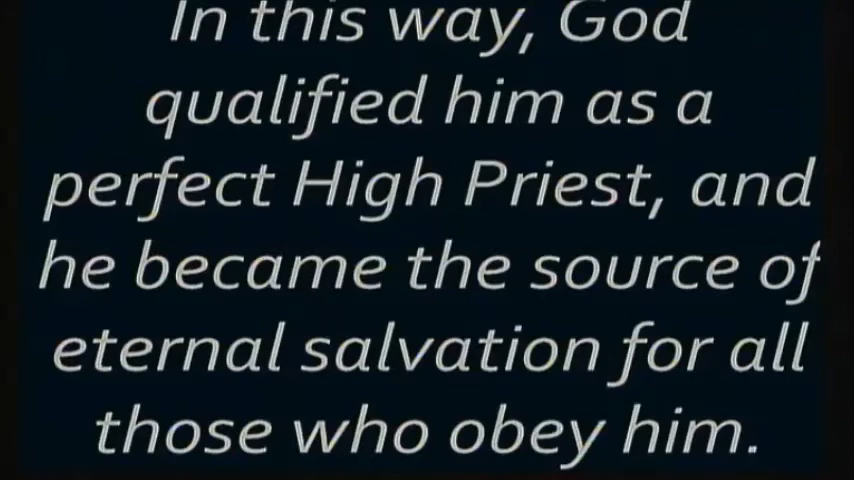 In this way, God
qualified him as a
perfect High Priest, and
he became the source of
eternal salvation for all
those who obey him.